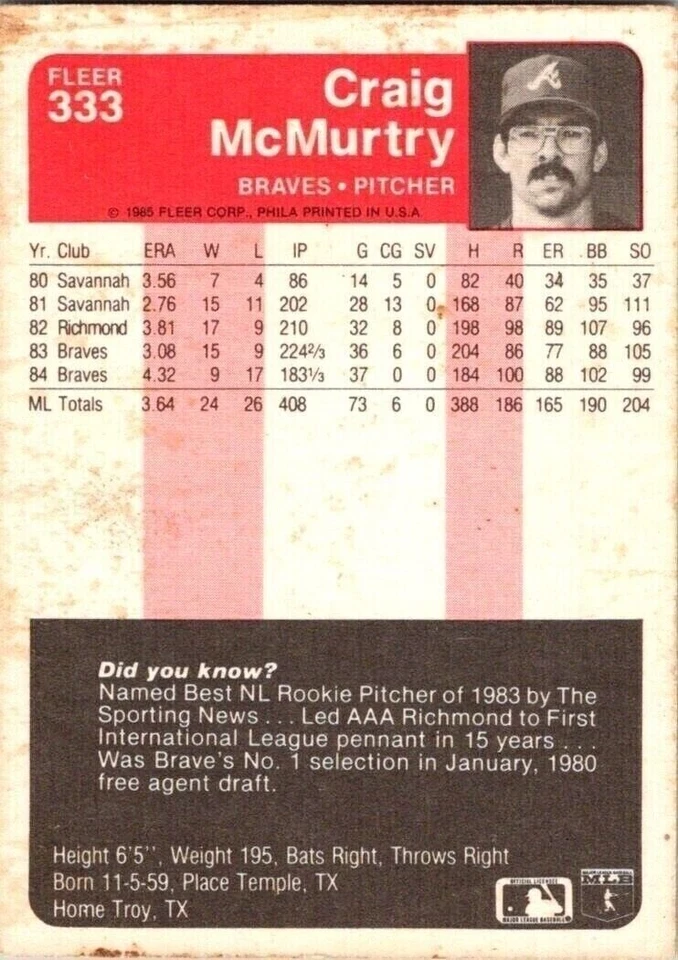 FLEER
333
Craig
McMurtry
BRAVES • PITCHER
© 1985 FLEER CORP., PHILA PRINTED IN U.S.A
Yr. Club ERA W L IP G CG SV H R ER BB SO
80 Savannah 3.56 7 4 86 14 5 0 82 40 34 35 37
81 Savannah 2.76 15 11 202 28 13 0 168 87 62 95 111
82 Richmond 3.81 17 9 210 32 8 0 198 98 89 107 96
83 Braves 3.08 15 9 224⅔ 36 6 0 204 86 77 88 105
84 Braves 4.32 9 17 183⅓ 37 0 0 184 100 88 102 99
ML Totals 3.64 24 26 408 73 6 0 388 186 165 190 204
Did you know?
Named Best NL Rookie Pitcher of 1983 by The
Sporting News . . . Led AAA Richmond to First
International League pennant in 15 years . . .
Was Brave's No. 1 selection in January, 1980
free agent draft.
Height 6'5'', Weight 195, Bats Right, Throws Right
Born 11-5-59, Place Temple, TX
Home Troy, TX
OFFICIAL LICENSEE
MAJOR LEAGUE BASEBALL
MLB